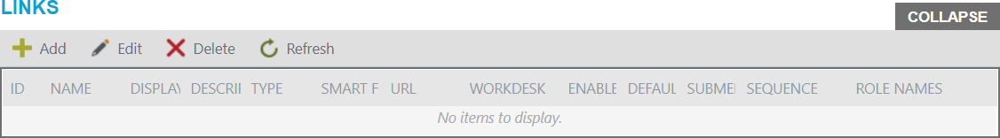 LINKS
COLLAPSE
Add Edit Delete Refresh
ID NAME DISPLAY DESCRII TYPE SMART F URL WORKDESK ENABLE DEFAUL SUBMEI SEQUENCE ROLE NAMES
No items to display.